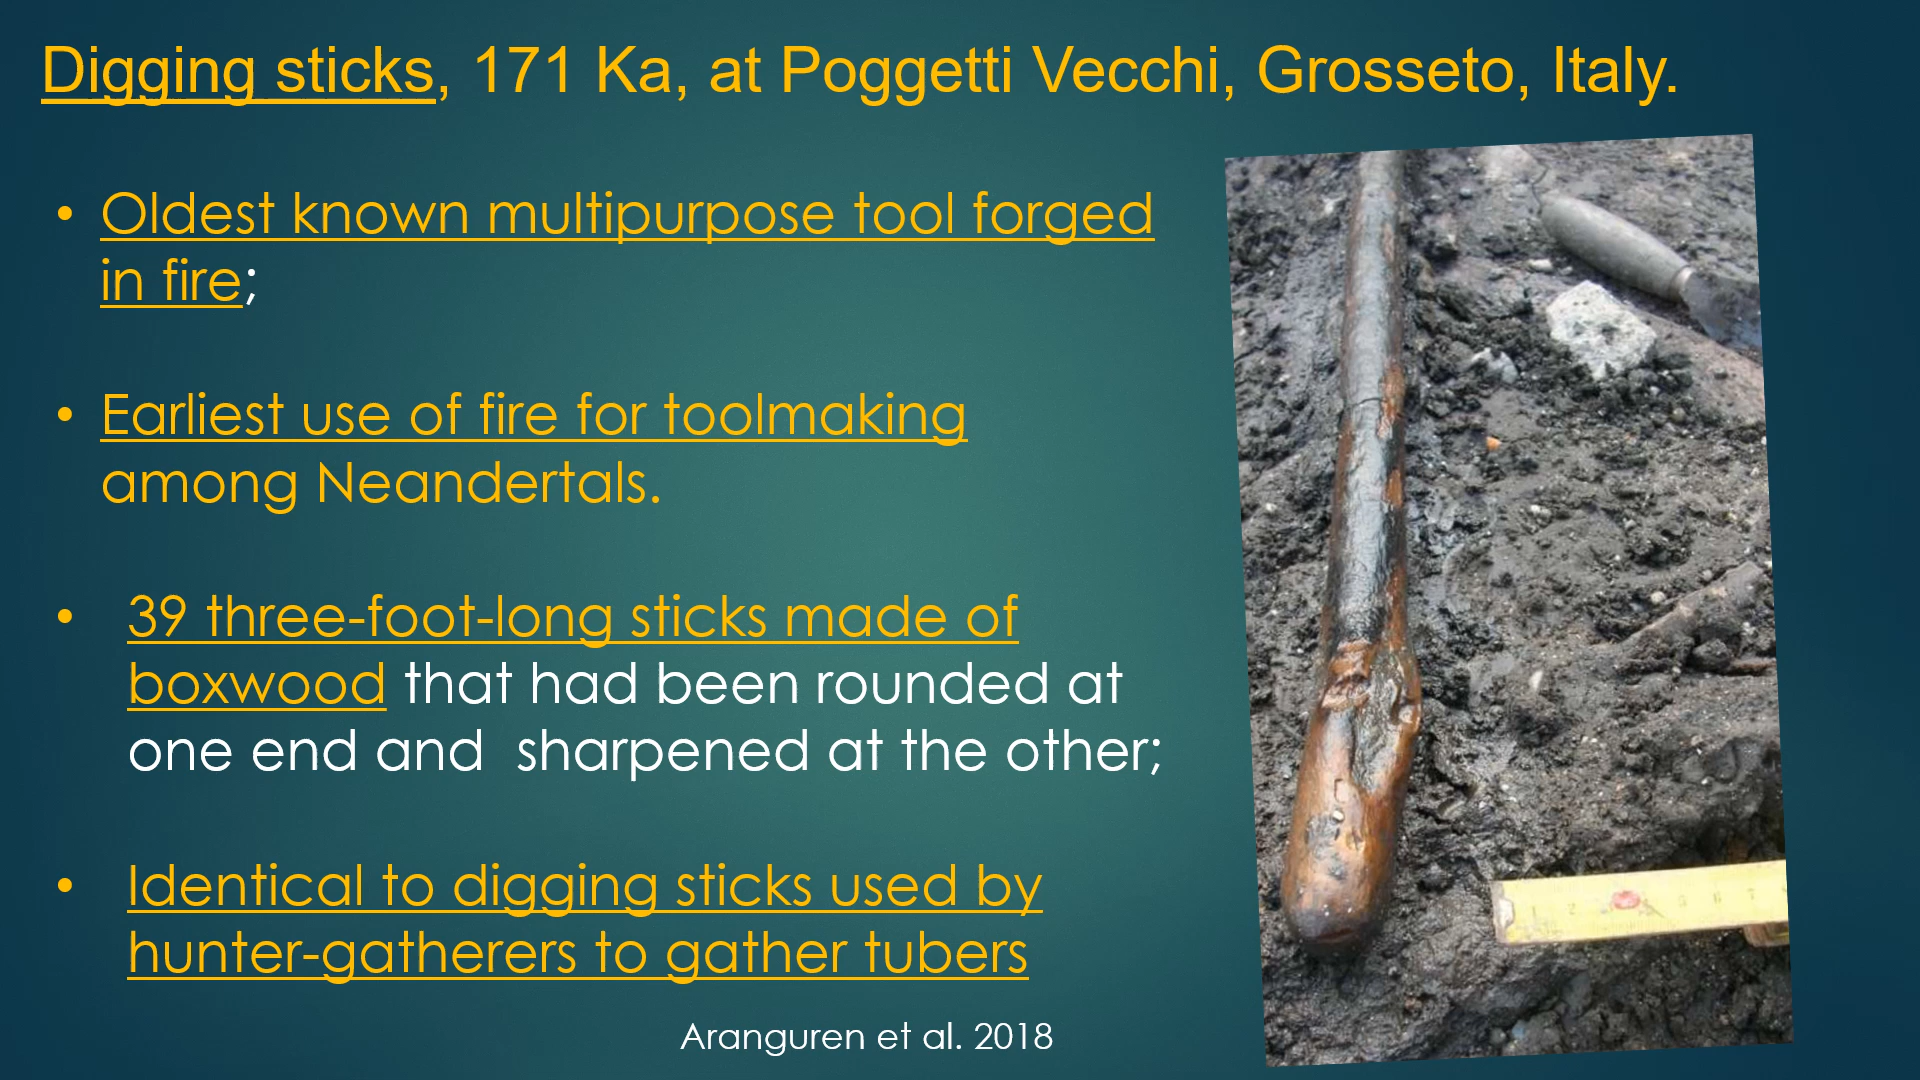 Digging sticks, 171 Ka, at Poggetti Vecchi, Grosseto, Italy.
• Oldest known multipurpose tool forged
in fire;
• Earliest use of fire for toolmaking
among Neandertals.
• 39 three-foot-long sticks made of
boxwood that had been rounded at
one end and  sharpened at the other;
• Identical to digging sticks used by
hunter-gatherers to gather tubers
Aranguren et al. 2018